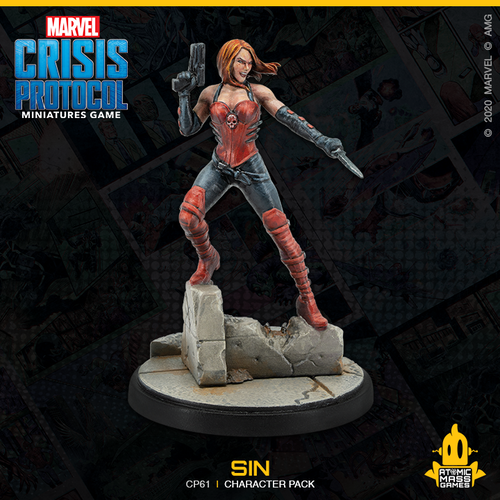 MARVEL
CRISIS
PROTOCOL
MINIATURES GAME
© 2020 MARVEL © AMG
SIN
CP61 | CHARACTER PACK
ATOMIC
MASS
GAMES